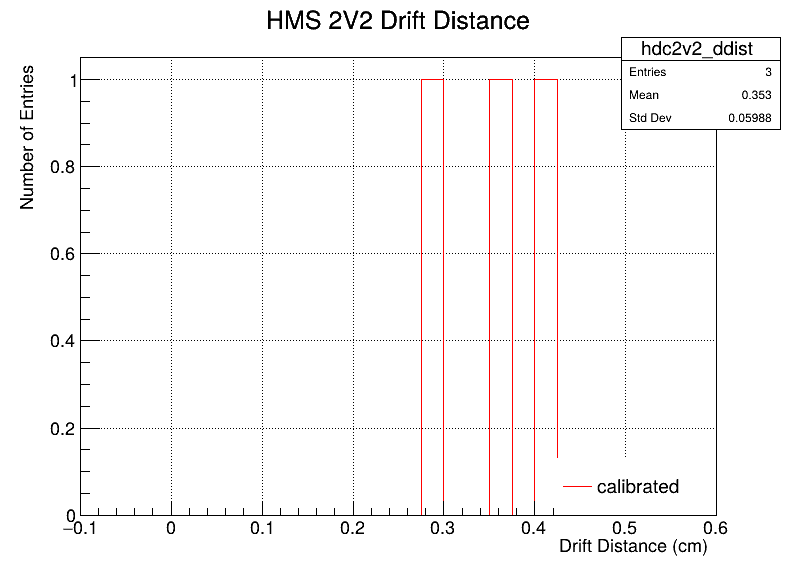 HMS 2V2 Drift Distance
hdc2v2_ddist
Entries 3
Mean 0.353
Std Dev 0.05988
Number of Entries
1
0.8
0.6
0.4
0.2
0
calibrated
−0.1 0 0.1 0.2 0.3 0.4 0.5 0.6
Drift Distance (cm)